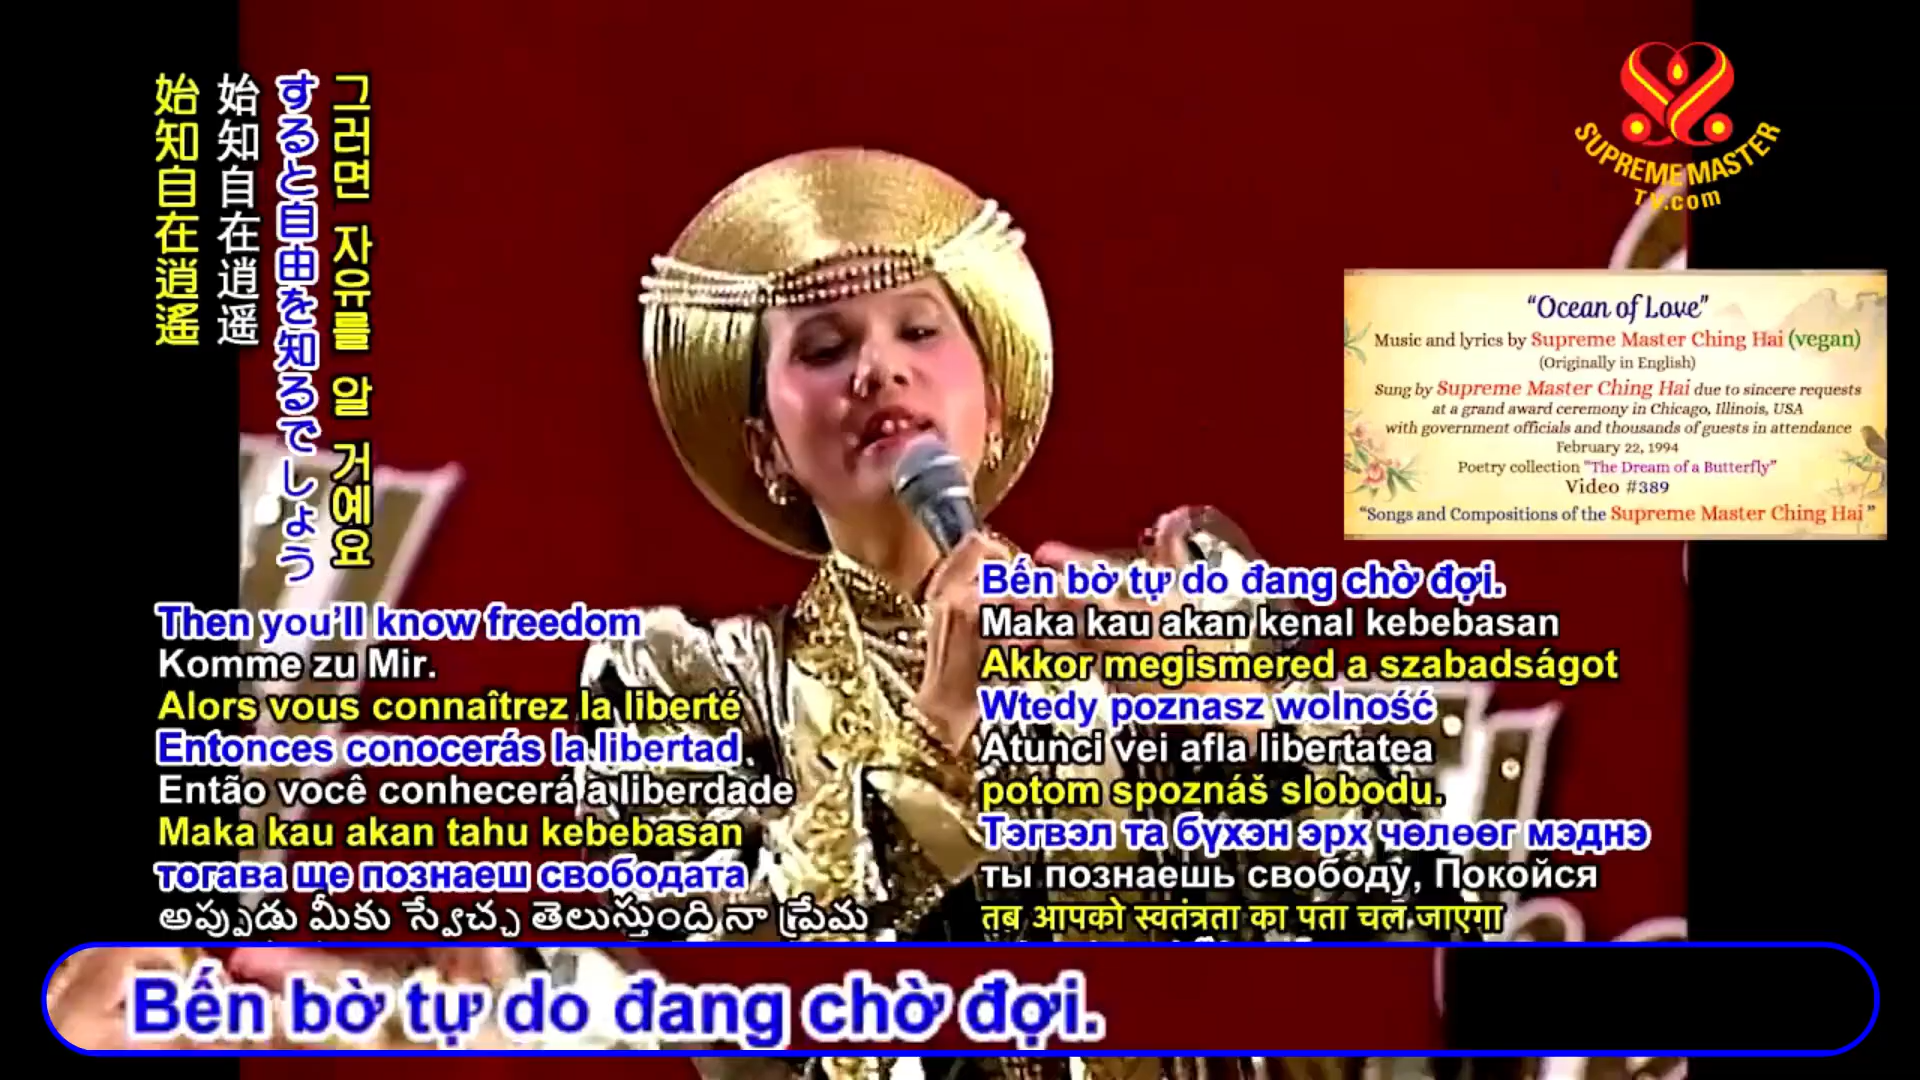 始知自在逍遙
始知自在逍遥
すると自由を知るでしょう
그러면 자유를 알 거예요
SUPREME MASTER
TV.com
“Ocean of Love”
Music and lyrics by Supreme Master Ching Hai (vegan)
(Originally in English)
Sung by Supreme Master Ching Hai due to sincere requests
at a grand award ceremony in Chicago, Illinois, USA
with government officials and thousands of guests in attendance
February 22, 1994
Poetry collection “The Dream of a Butterfly”
Video #389
“Songs and Compositions of the Supreme Master Ching Hai”
Then you’ll know freedom
Komme zu Mir.
Alors vous connaîtrez la liberté
Entonces conocerás la libertad.
Então você conhecerá a liberdade
Maka kau akan tahu kebebasan
тогава ще познаеш свободата
అప్పుడు మీకు స్వేచ్ఛ తెలుస్తుంది నా ప్రేమ
Bến bờ tự do đang chờ đợi.
Maka kau akan kenal kebebasan
Akkor megismered a szabadságot
Wtedy poznasz wolność
Atunci vei afla libertatea
potom spoznáš slobodu.
Тэгвэл та бүхэн эрх чөлөөг мэднэ
ты познаешь свободу, Покойся
तब आपको स्वतंत्रता का पता चल जाएगा
Bến bờ tự do đang chờ đợi.